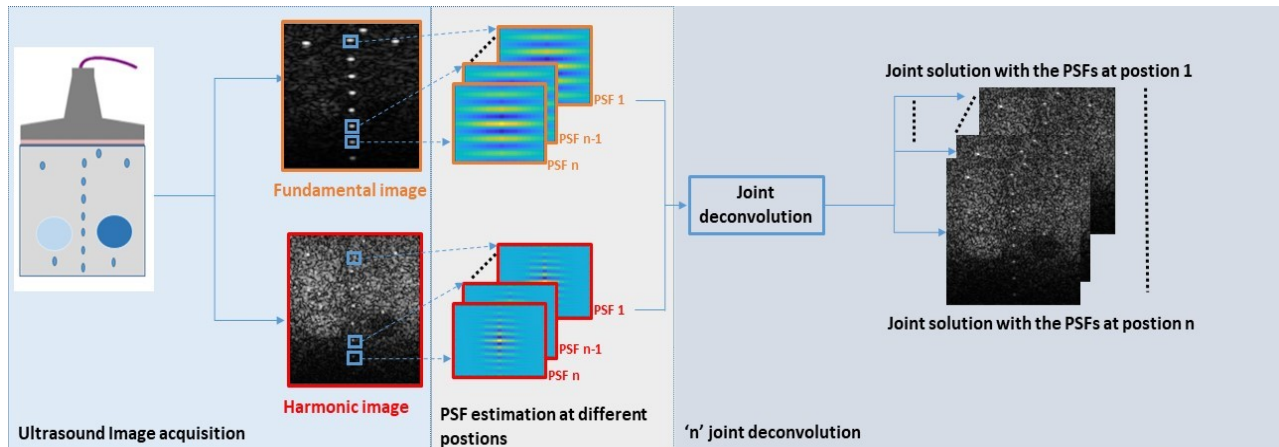 Fundamental image
Harmonic image
Ultrasound Image acquisition
PSF 1
PSF n-1
PSF n
PSF 1
PSF n-1
PSF n
PSF estimation at different
postions
Joint
deconvolution
Joint solution with the PSFs at postion 1
Joint solution with the PSFs at postion n
‘n’ joint deconvolution